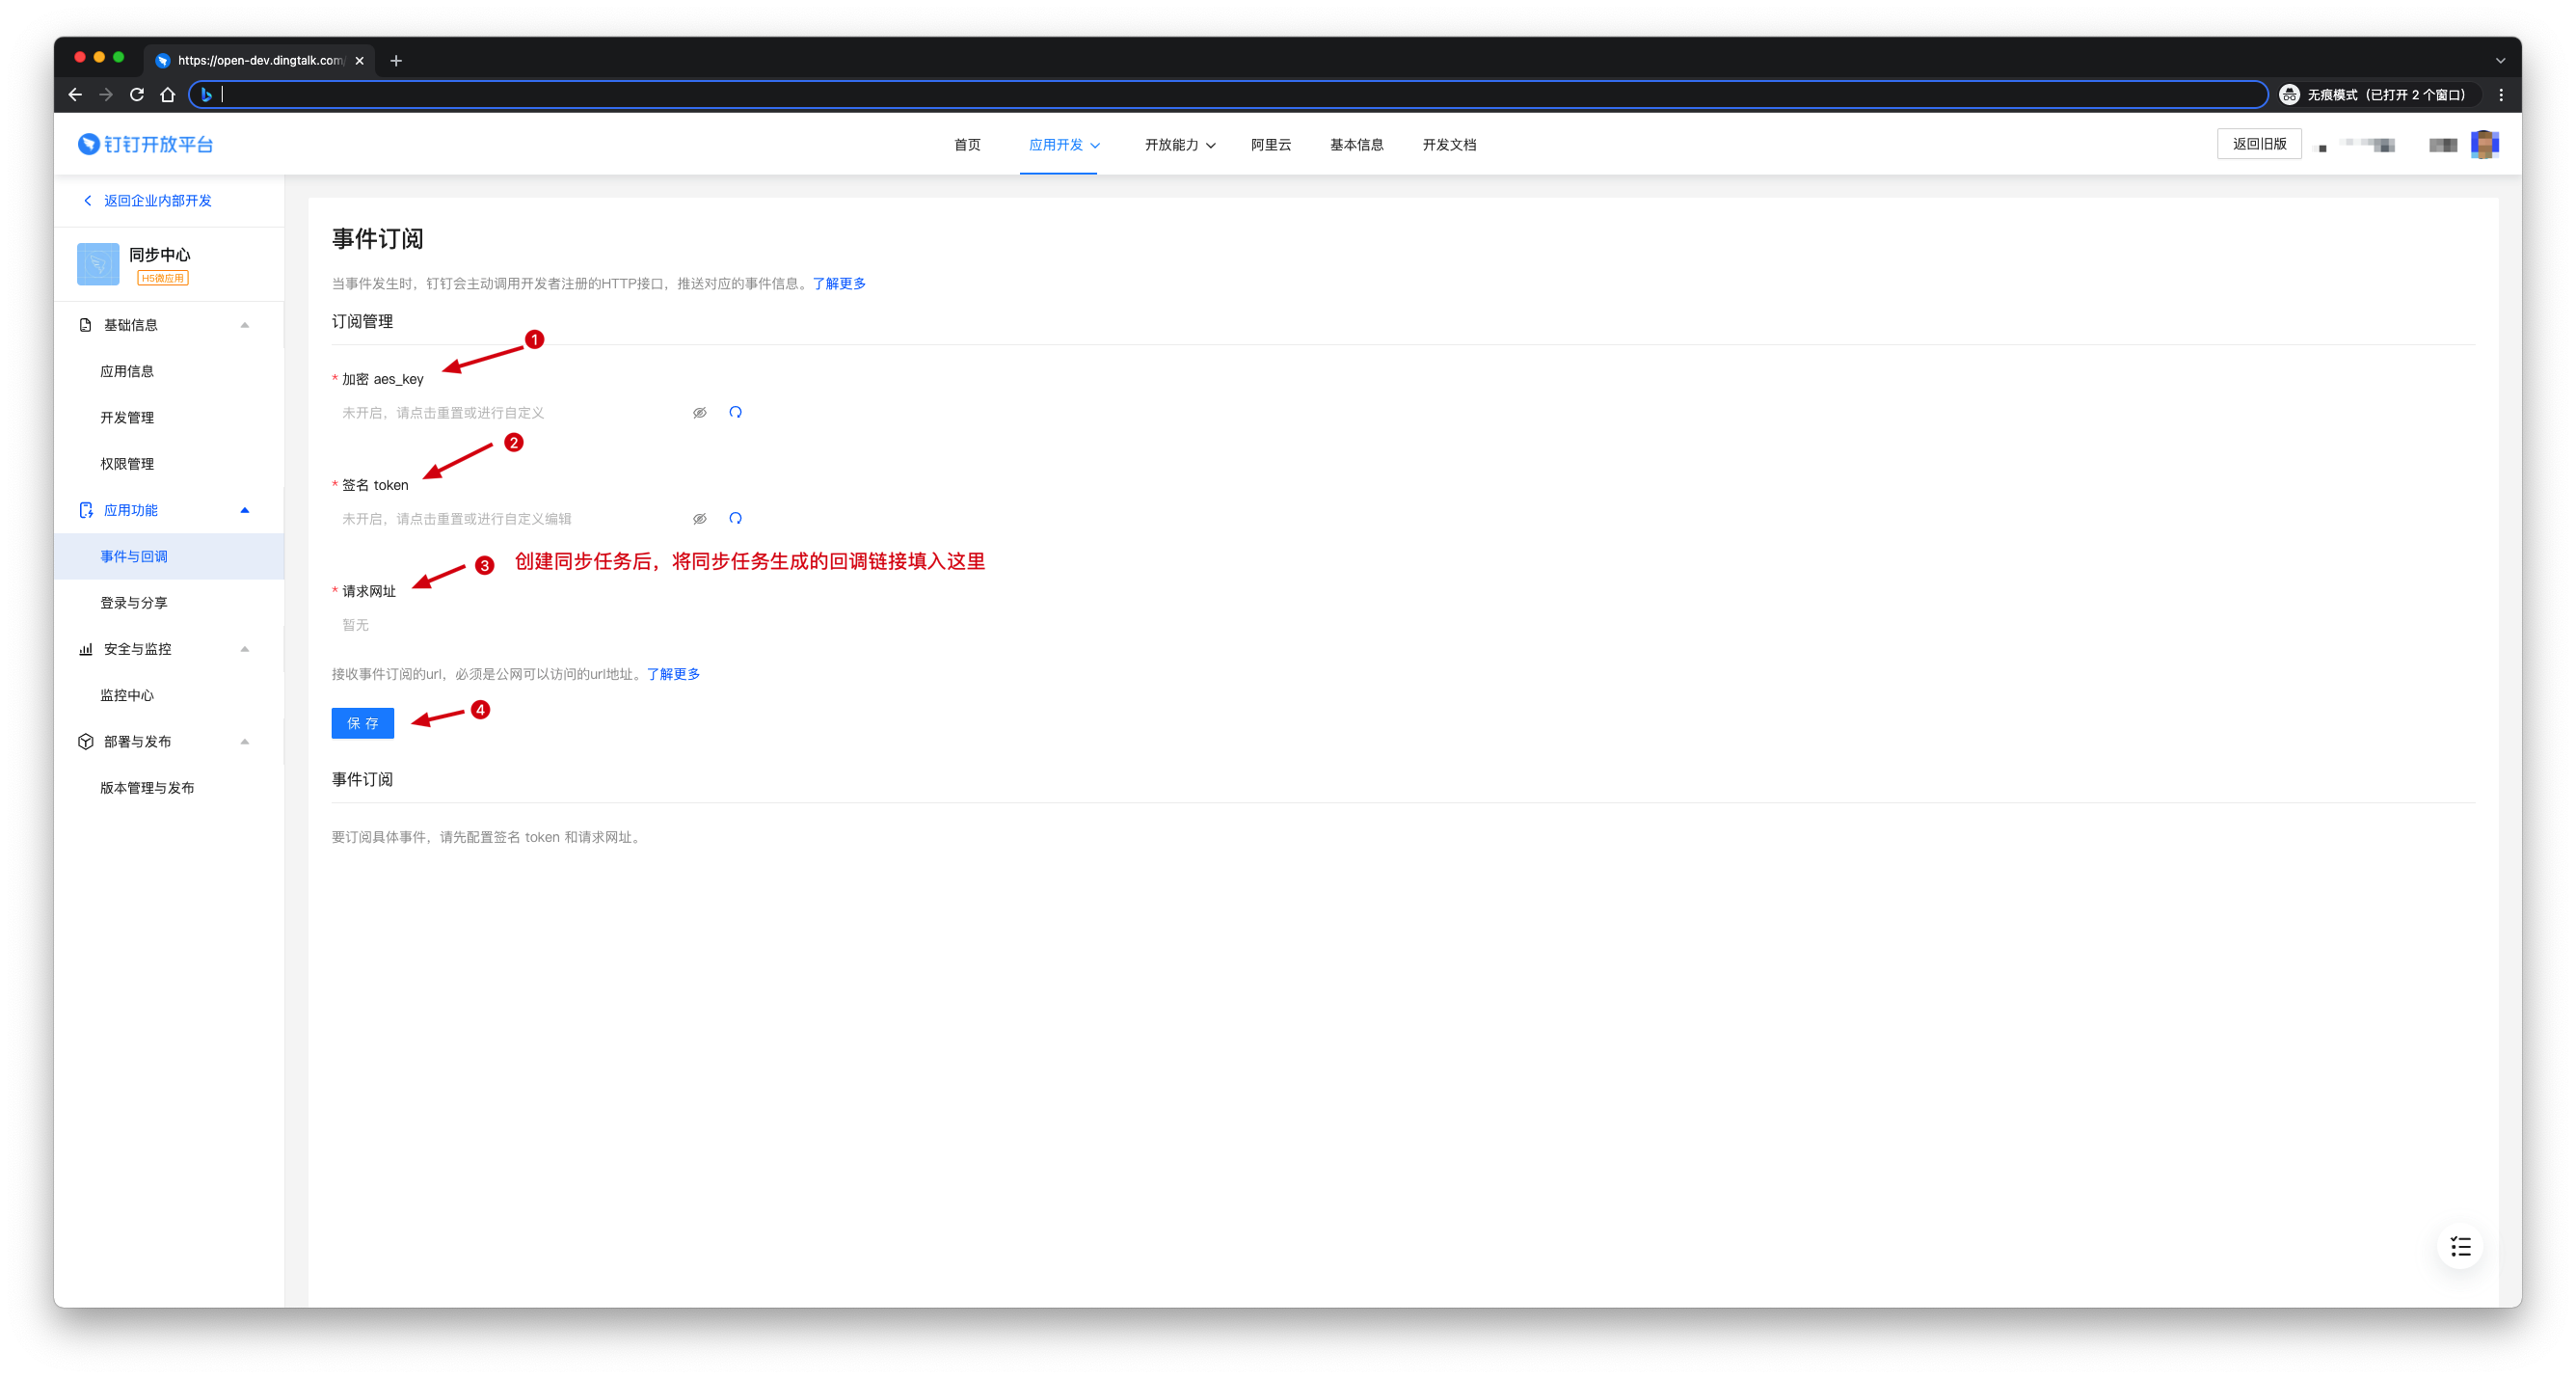 https://open-dev.dingtalk.com/
无痕模式（已打开 2 个窗口）
钉钉开放平台
首页
应用开发
开放能力
阿里云
基本信息
开发文档
返回旧版
返回企业内部开发
同步中心
H5微应用
基础信息
应用信息
开发管理
权限管理
应用功能
事件与回调
登录与分享
安全与监控
监控中心
部署与发布
版本管理与发布
事件订阅
当事件发生时，钉钉会主动调用开发者注册的HTTP接口，推送对应的事件信息。了解更多
订阅管理
1
* 加密 aes_key
未开启，请点击重置或进行自定义
2
* 签名 token
未开启，请点击重置或进行自定义编辑
3 创建同步任务后，将同步任务生成的回调链接填入这里
* 请求网址
暂无
接收事件订阅的url，必须是公网可以访问的url地址。了解更多
保 存
4
事件订阅
要订阅具体事件，请先配置签名 token 和请求网址。